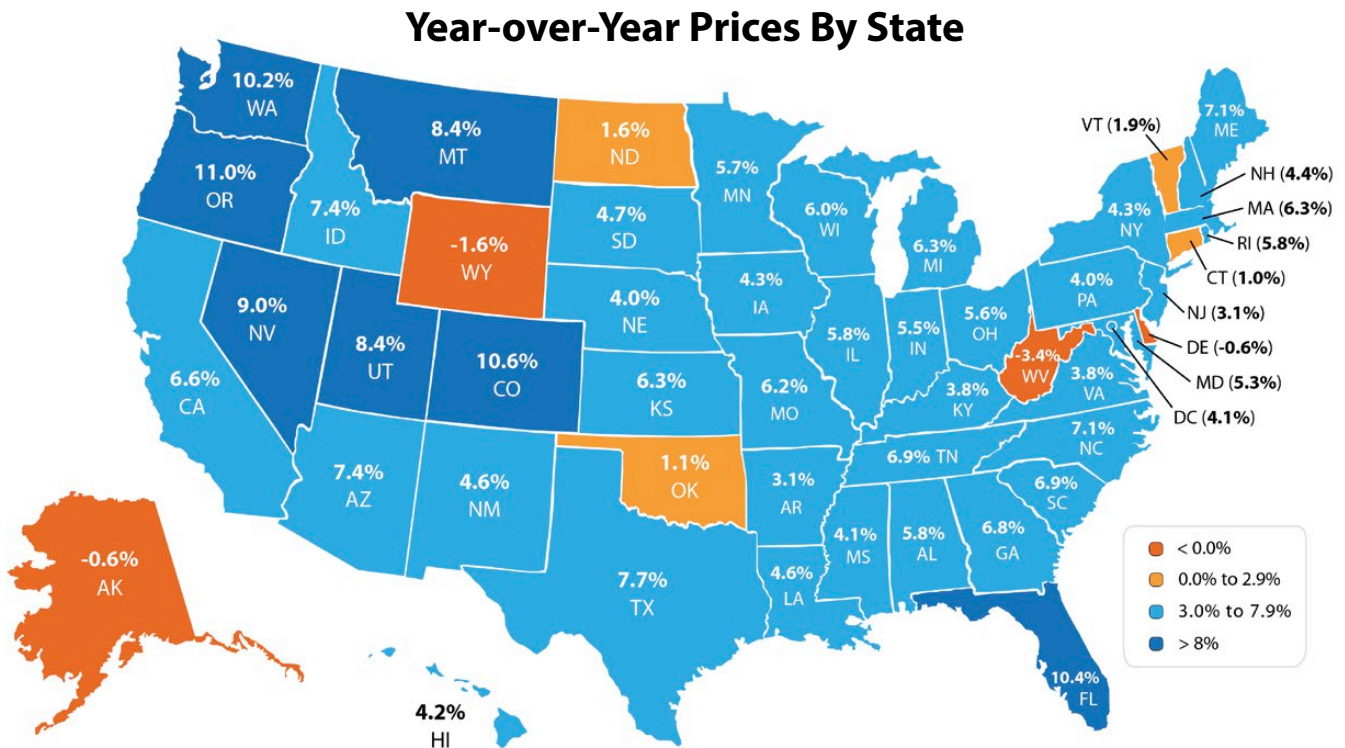 Year-over-Year Prices By State
10.2%
WA
11.0%
OR
8.4%
MT
7.4%
ID
1.6%
ND
5.7%
MN
4.7%
SD
-1.6%
WY
9.0%
NV
8.4%
UT
10.6%
CO
6.6%
CA
4.0%
NE
4.3%
IA
6.0%
WI
6.3%
MI
7.1%
ME
VT (1.9%)
NH (4.4%)
MA (6.3%)
4.3%
NY
RI (5.8%)
CT (1.0%)
4.0%
PA
NJ (3.1%)
DE (-0.6%)
MD (5.3%)
DC (4.1%)
5.8%
IL
5.5%
IN
5.6%
OH
-3.4%
WV
3.8%
VA
3.8%
KY
6.3%
KS
6.2%
MO
7.4%
AZ
4.6%
NM
1.1%
OK
3.1%
AR
6.9% TN
7.1%
NC
6.9%
SC
7.7%
TX
4.6%
LA
4.1%
MS
5.8%
AL
6.8%
GA
10.4%
FL
-0.6%
AK
4.2%
HI
< 0.0%
0.0% to 2.9%
3.0% to 7.9%
> 8%